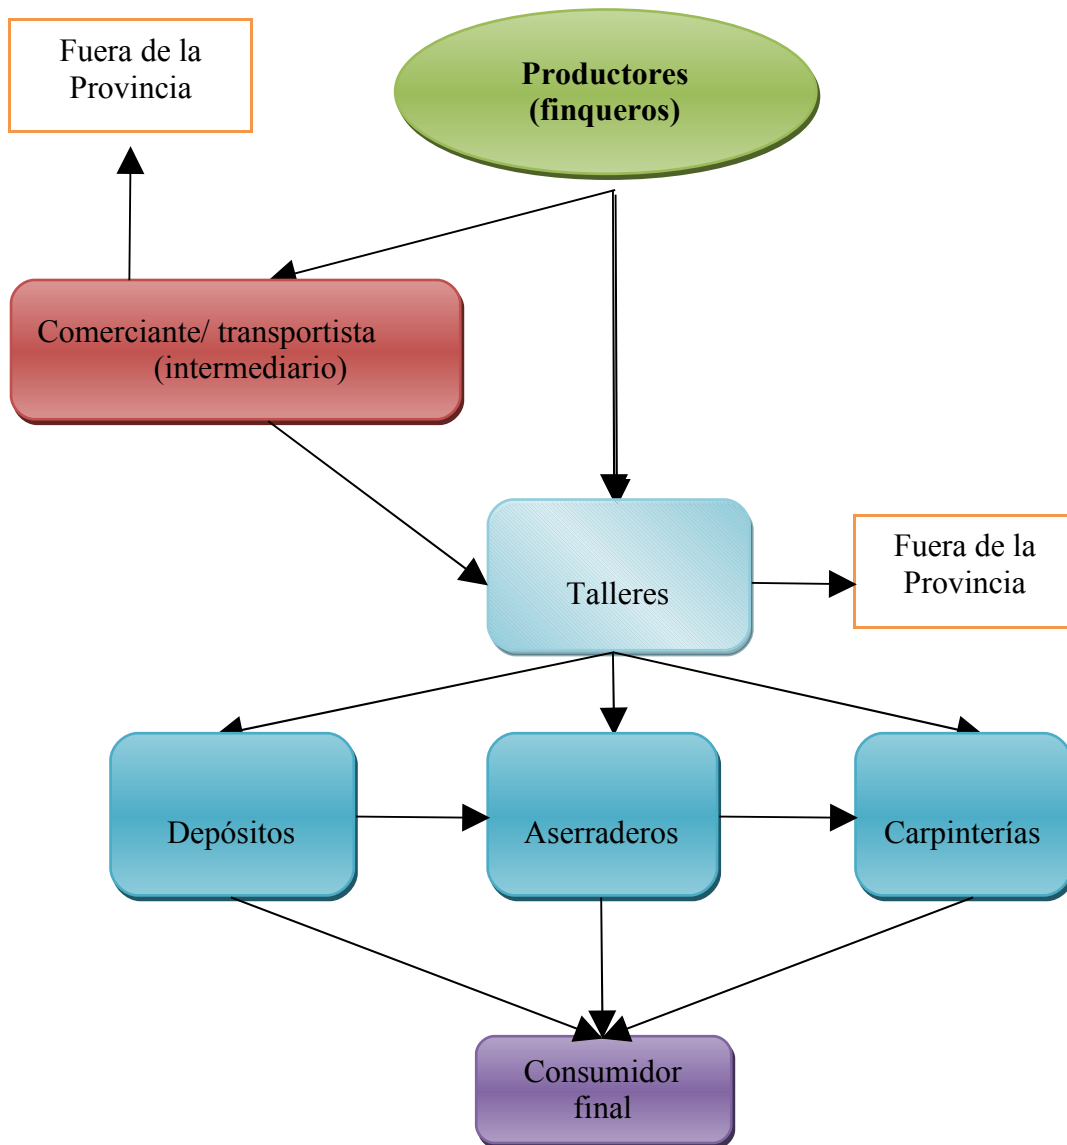 Fuera de la
Provincia
Productores
(finqueros)
Comerciante/ transportista
(intermediario)
Talleres
Fuera de la
Provincia
Depósitos
Aserraderos
Carpinterías
Consumidor
final